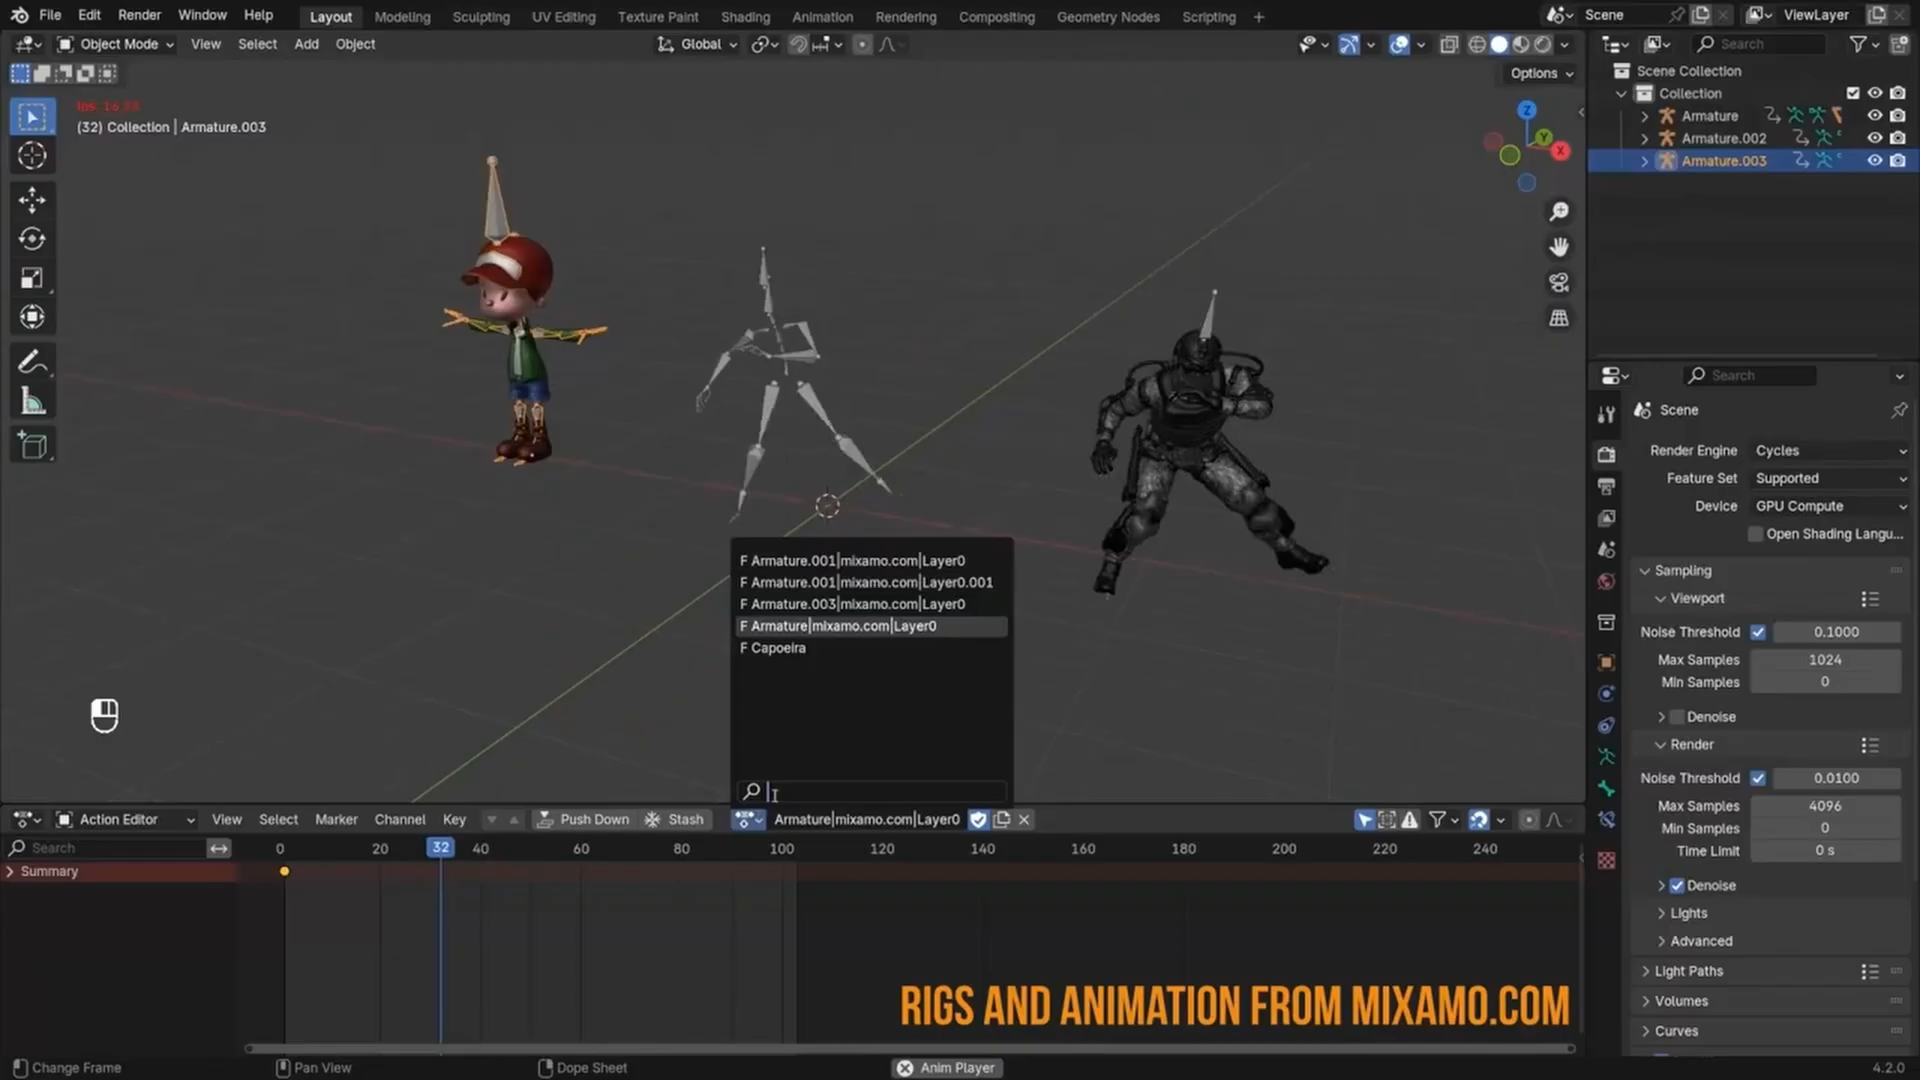 File Edit Render Window Help Layout Modeling Sculpting UV Editing Texture Paint Shading Animation Rendering Compositing Geometry Nodes Scripting + Scene ViewLayer
Object Mode View Select Add Object Global Search
Options
(32) Collection | Armature.003
Z
Y
X
Scene Collection
Collection
Armature
Armature.002
Armature.003
Search
Scene
Render Engine Cycles
Feature Set Supported
Device GPU Compute
Open Shading Langu...
Sampling
Viewport
Noise Threshold 0.1000
Max Samples 1024
Min Samples 0
Denoise
Render
Noise Threshold 0.0100
Max Samples 4096
Min Samples 0
Time Limit 0 s
Denoise
Lights
Advanced
Light Paths
Volumes
Curves
F Armature.001|mixamo.com|Layer0
F Armature.001|mixamo.com|Layer0.001
F Armature.003|mixamo.com|Layer0
F Armature|mixamo.com|Layer0
F Capoeira
Action Editor View Select Marker Channel Key Push Down Stash Armature|mixamo.com|Layer0
Search 0 20 32 40 60 80 100 120 140 160 180 200 220 240
Summary
RIGS AND ANIMATION FROM MIXAMO.COM
Change Frame Pan View Dope Sheet Anim Player 4.2.0